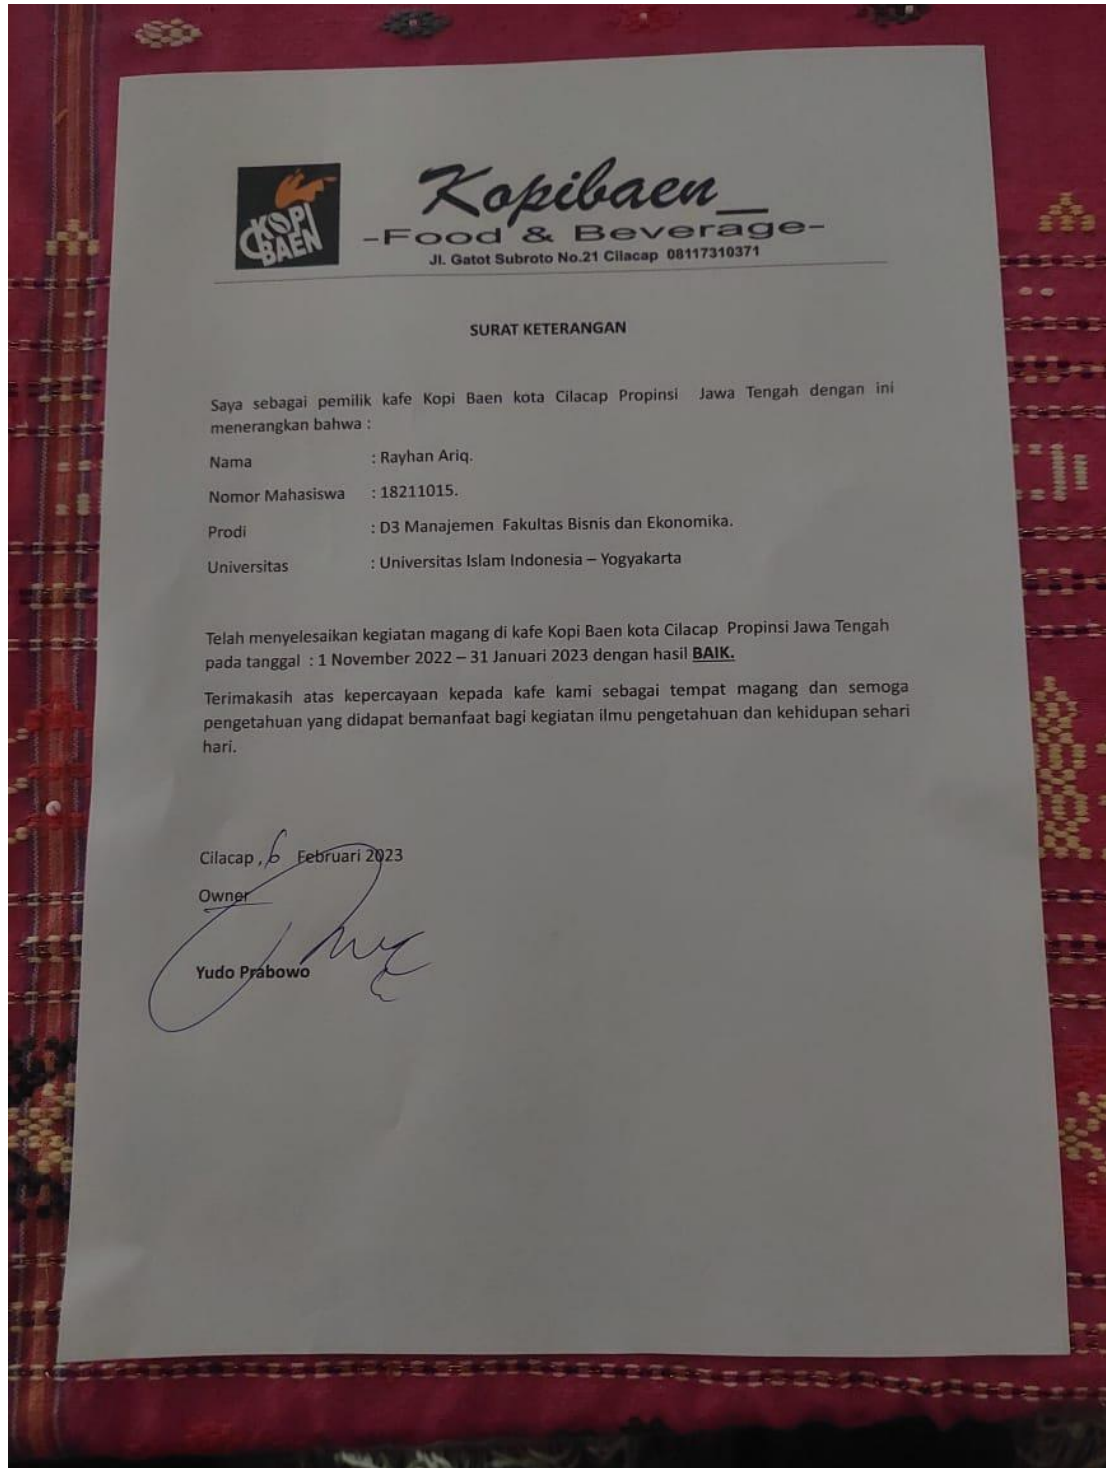 KOPI
BAEN
Kopibaen_
-Food & Beverage-
Jl. Gatot Subroto No.21 Cilacap 08117310371
SURAT KETERANGAN
Saya sebagai pemilik kafe Kopi Baen kota Cilacap Propinsi Jawa Tengah dengan ini
menerangkan bahwa :
Nama : Rayhan Ariq.
Nomor Mahasiswa : 18211015.
Prodi : D3 Manajemen Fakultas Bisnis dan Ekonomika.
Universitas : Universitas Islam Indonesia – Yogyakarta
Telah menyelesaikan kegiatan magang di kafe Kopi Baen kota Cilacap Propinsi Jawa Tengah
pada tanggal : 1 November 2022 – 31 Januari 2023 dengan hasil BAIK.
Terimakasih atas kepercayaan kepada kafe kami sebagai tempat magang dan semoga
pengetahuan yang didapat bemanfaat bagi kegiatan ilmu pengetahuan dan kehidupan sehari
hari.
Cilacap, 6 Februari 2023
Owner
Yudo Prabowo